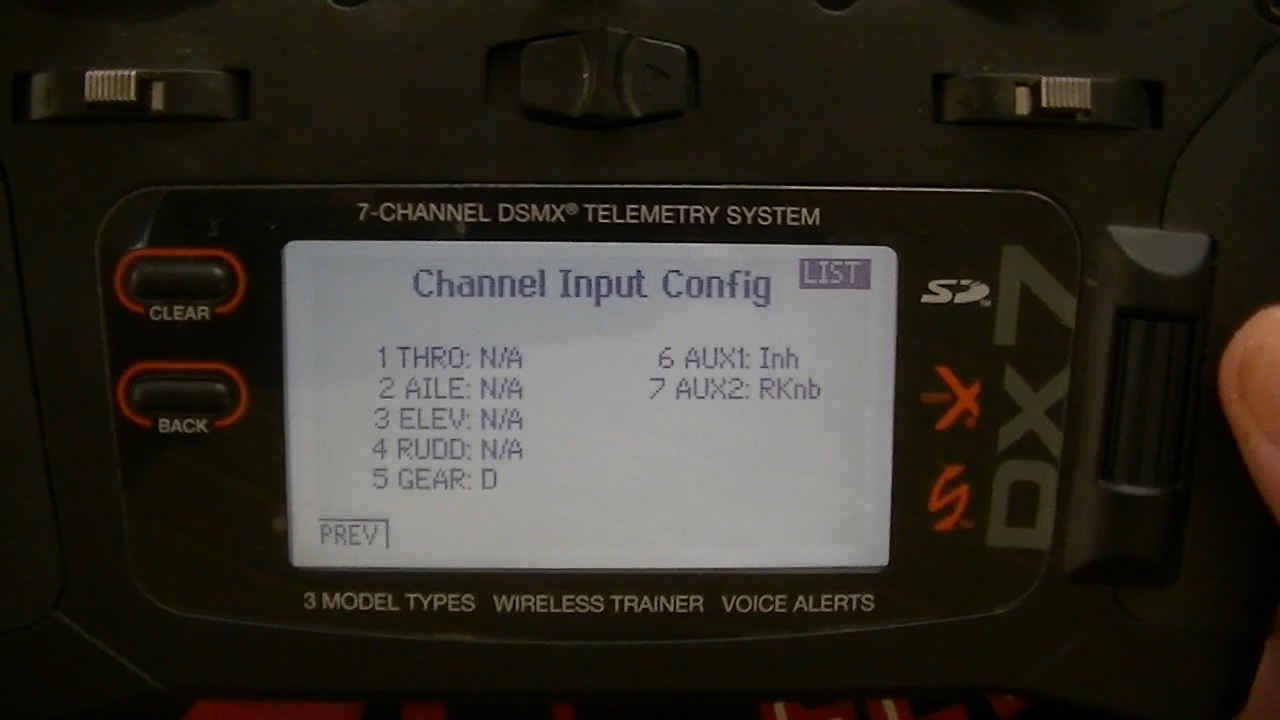 7-CHANNEL DSMX® TELEMETRY SYSTEM
Channel Input Config
LIST
1 THRO: N/A
2 AILE: N/A
3 ELEV: N/A
4 RUDD: N/A
5 GEAR: D
6 AUX1: Inh
7 AUX2: RKnb
PREV
CLEAR
BACK
SD
X
DX7
3 MODEL TYPES WIRELESS TRAINER VOICE ALERTS